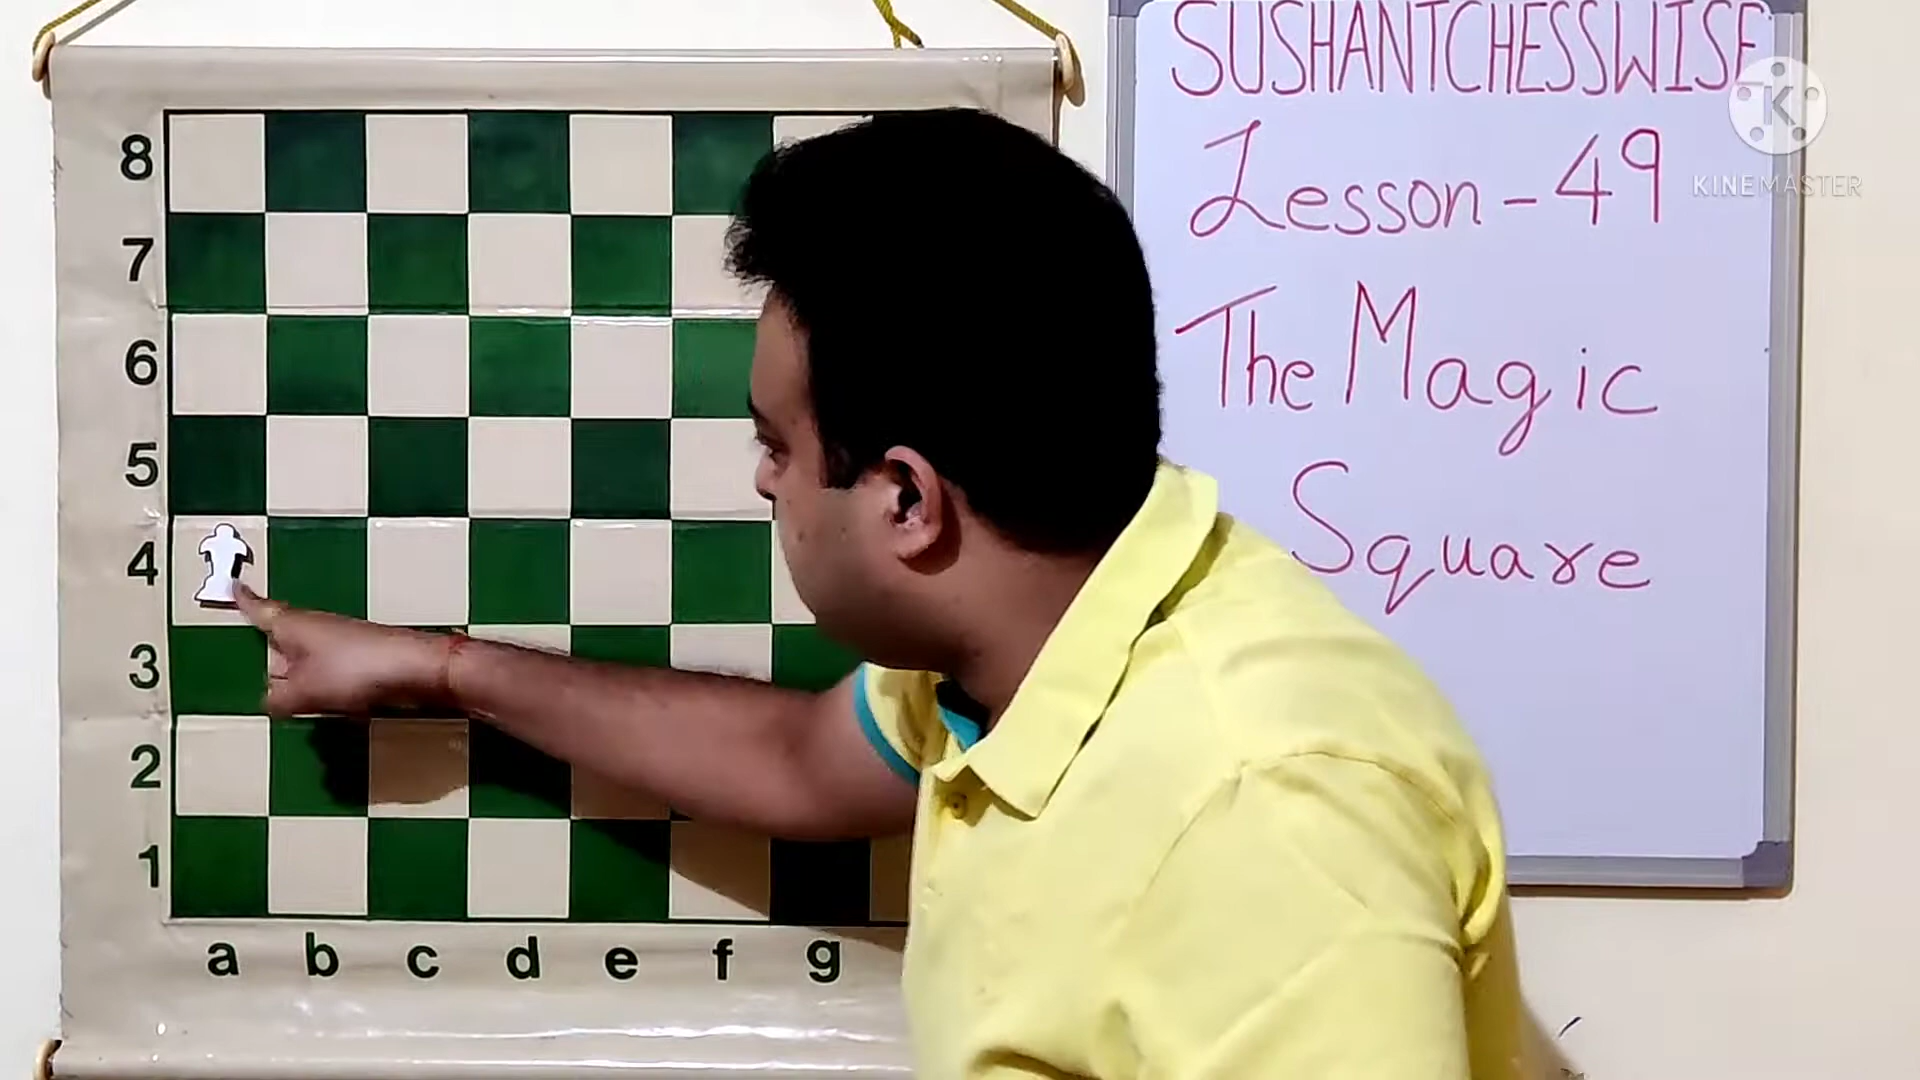 SUSHANTCHESSWISE
Lesson - 49
The Magic
Square
KINEMASTER
K
8
7
6
5
4
3
2
1
a b c d e f g